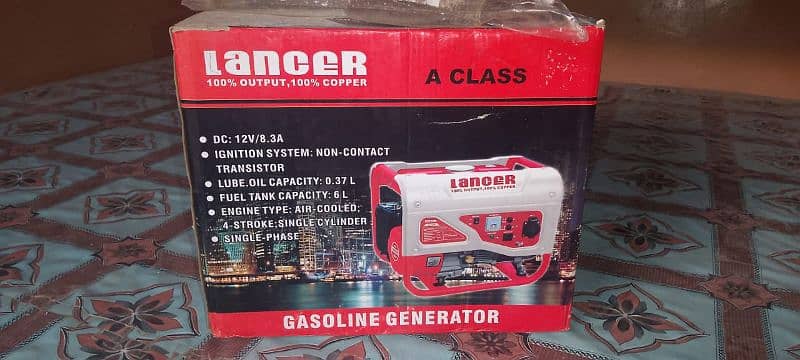 LANCER
100% OUTPUT,100% COPPER
A CLASS
• DC: 12V/8.3A
• IGNITION SYSTEM: NON-CONTACT
TRANSISTOR
• LUBE.OIL CAPACITY: 0.37 L
• FUEL TANK CAPACITY: 6 L
• ENGINE TYPE: AIR-COOLED;
4-STROKE;SINGLE CYLINDER
• SINGLE-PHASE
LANCER
100% OUTPUT,100% COPPER
GASOLINE GENERATOR